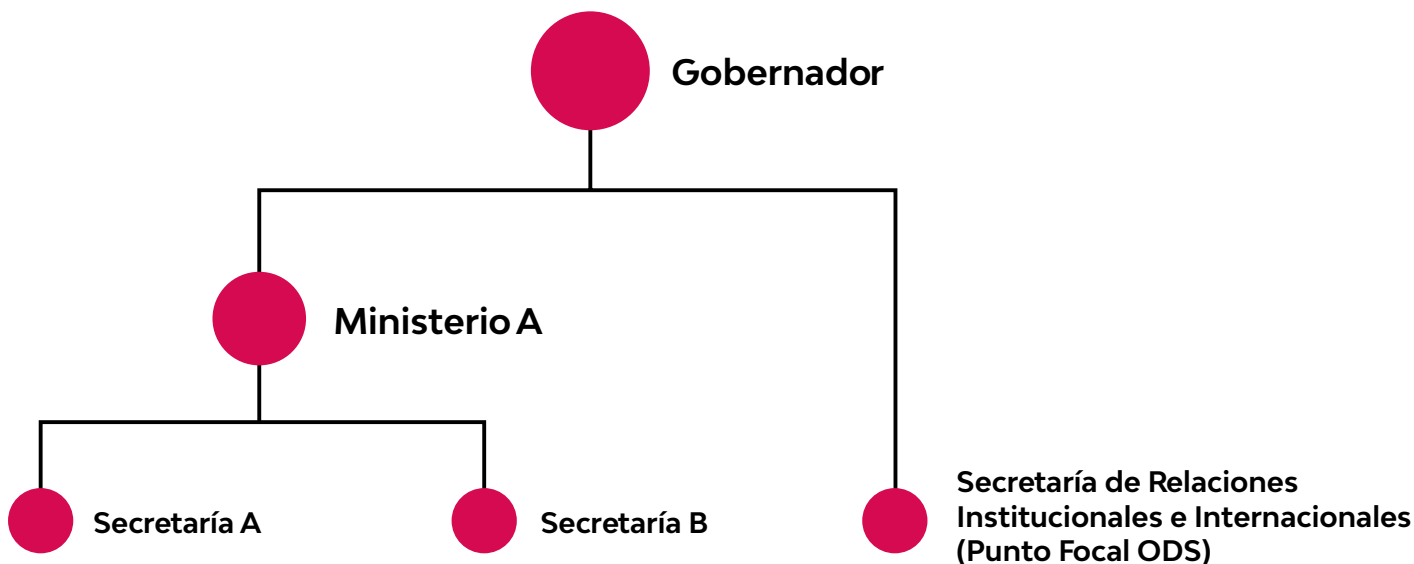 Gobernador
Ministerio A
Secretaría A
Secretaría B
Secretaría de Relaciones
Institucionales e Internacionales
(Punto Focal ODS)